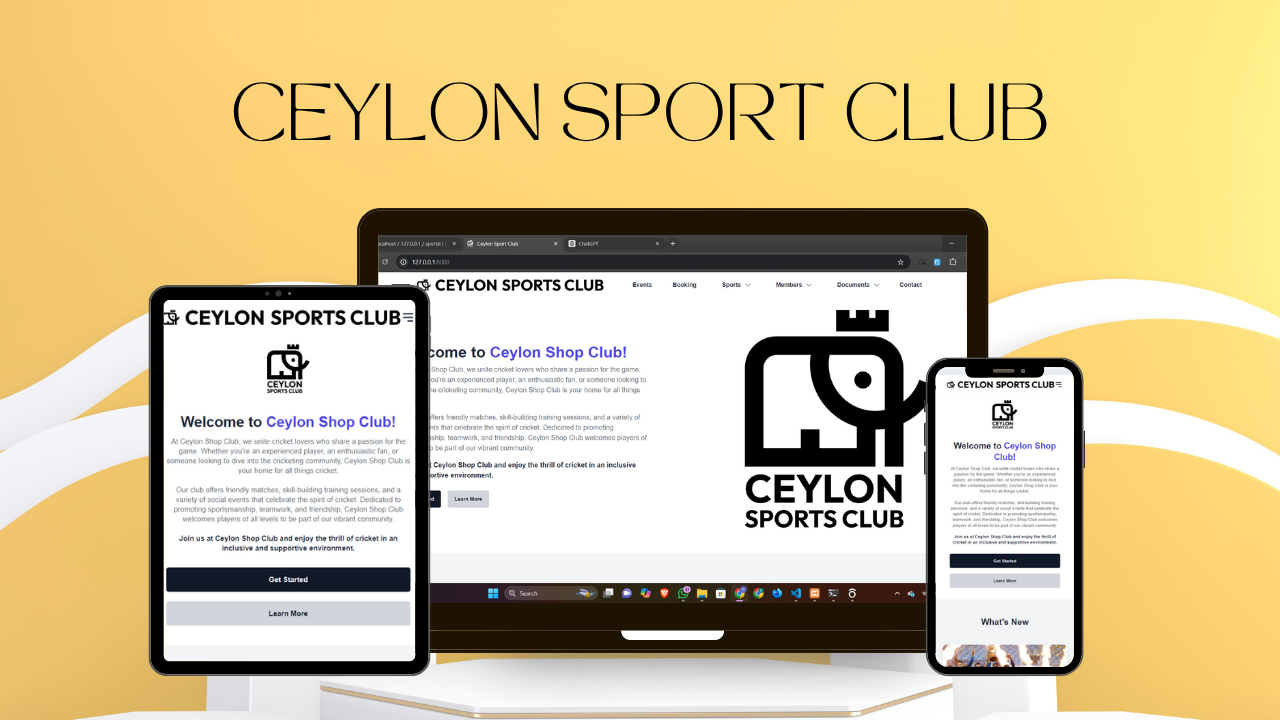 CEYLON SPORT CLUB
ocalhost / 127.0.0.1 / sportsl |
Ceylon Sport Club
ChatGPT
127.0.0.1:8000
CEYLON SPORTS CLUB
Events
Booking
Sports
Members
Documents
Contact
come to Ceylon Shop Club!
Shop Club, we unite cricket lovers who share a passion for the game.
you're an experienced player, an enthusiastic fan, or someone looking to
e cricketing community, Ceylon Shop Club is your home for all things
offers friendly matches, skill-building training sessions, and a variety of
nts that celebrate the spirit of cricket. Dedicated to promoting
nship, teamwork, and friendship, Ceylon Shop Club welcomes players of
o be part of our vibrant community.
t Ceylon Shop Club and enjoy the thrill of cricket in an inclusive
portive environment.
ed
Learn More
CEYLON
SPORTS CLUB
Search
CEYLON SPORTS CLUB
CEYLON
SPORTS CLUB
Welcome to Ceylon Shop Club!
At Ceylon Shop Club, we unite cricket lovers who share a passion for the
game. Whether you're an experienced player, an enthusiastic fan, or
someone looking to dive into the cricketing community, Ceylon Shop Club is
your home for all things cricket.
Our club offers friendly matches, skill-building training sessions, and a
variety of social events that celebrate the spirit of cricket. Dedicated to
promoting sportsmanship, teamwork, and friendship, Ceylon Shop Club
welcomes players of all levels to be part of our vibrant community.
Join us at Ceylon Shop Club and enjoy the thrill of cricket in an
inclusive and supportive environment.
Get Started
Learn More
CEYLON SPORTS CLUB
CEYLON
SPORTS CLUB
Welcome to Ceylon Shop
Club!
At Ceylon Shop Club, we unite cricket lovers who share a
passion for the game. Whether you're an experienced
player, an enthusiastic fan, or someone looking to dive
into the cricketing community, Ceylon Shop Club is your
home for all things cricket.
Our club offers friendly matches, skill-building training
sessions, and a variety of social events that celebrate the
spirit of cricket. Dedicated to promoting sportsmanship,
teamwork, and friendship, Ceylon Shop Club welcomes
players of all levels to be part of our vibrant community.
Join us at Ceylon Shop Club and enjoy the thrill of
cricket in an inclusive and supportive environment.
Get Started
Learn More
What's New